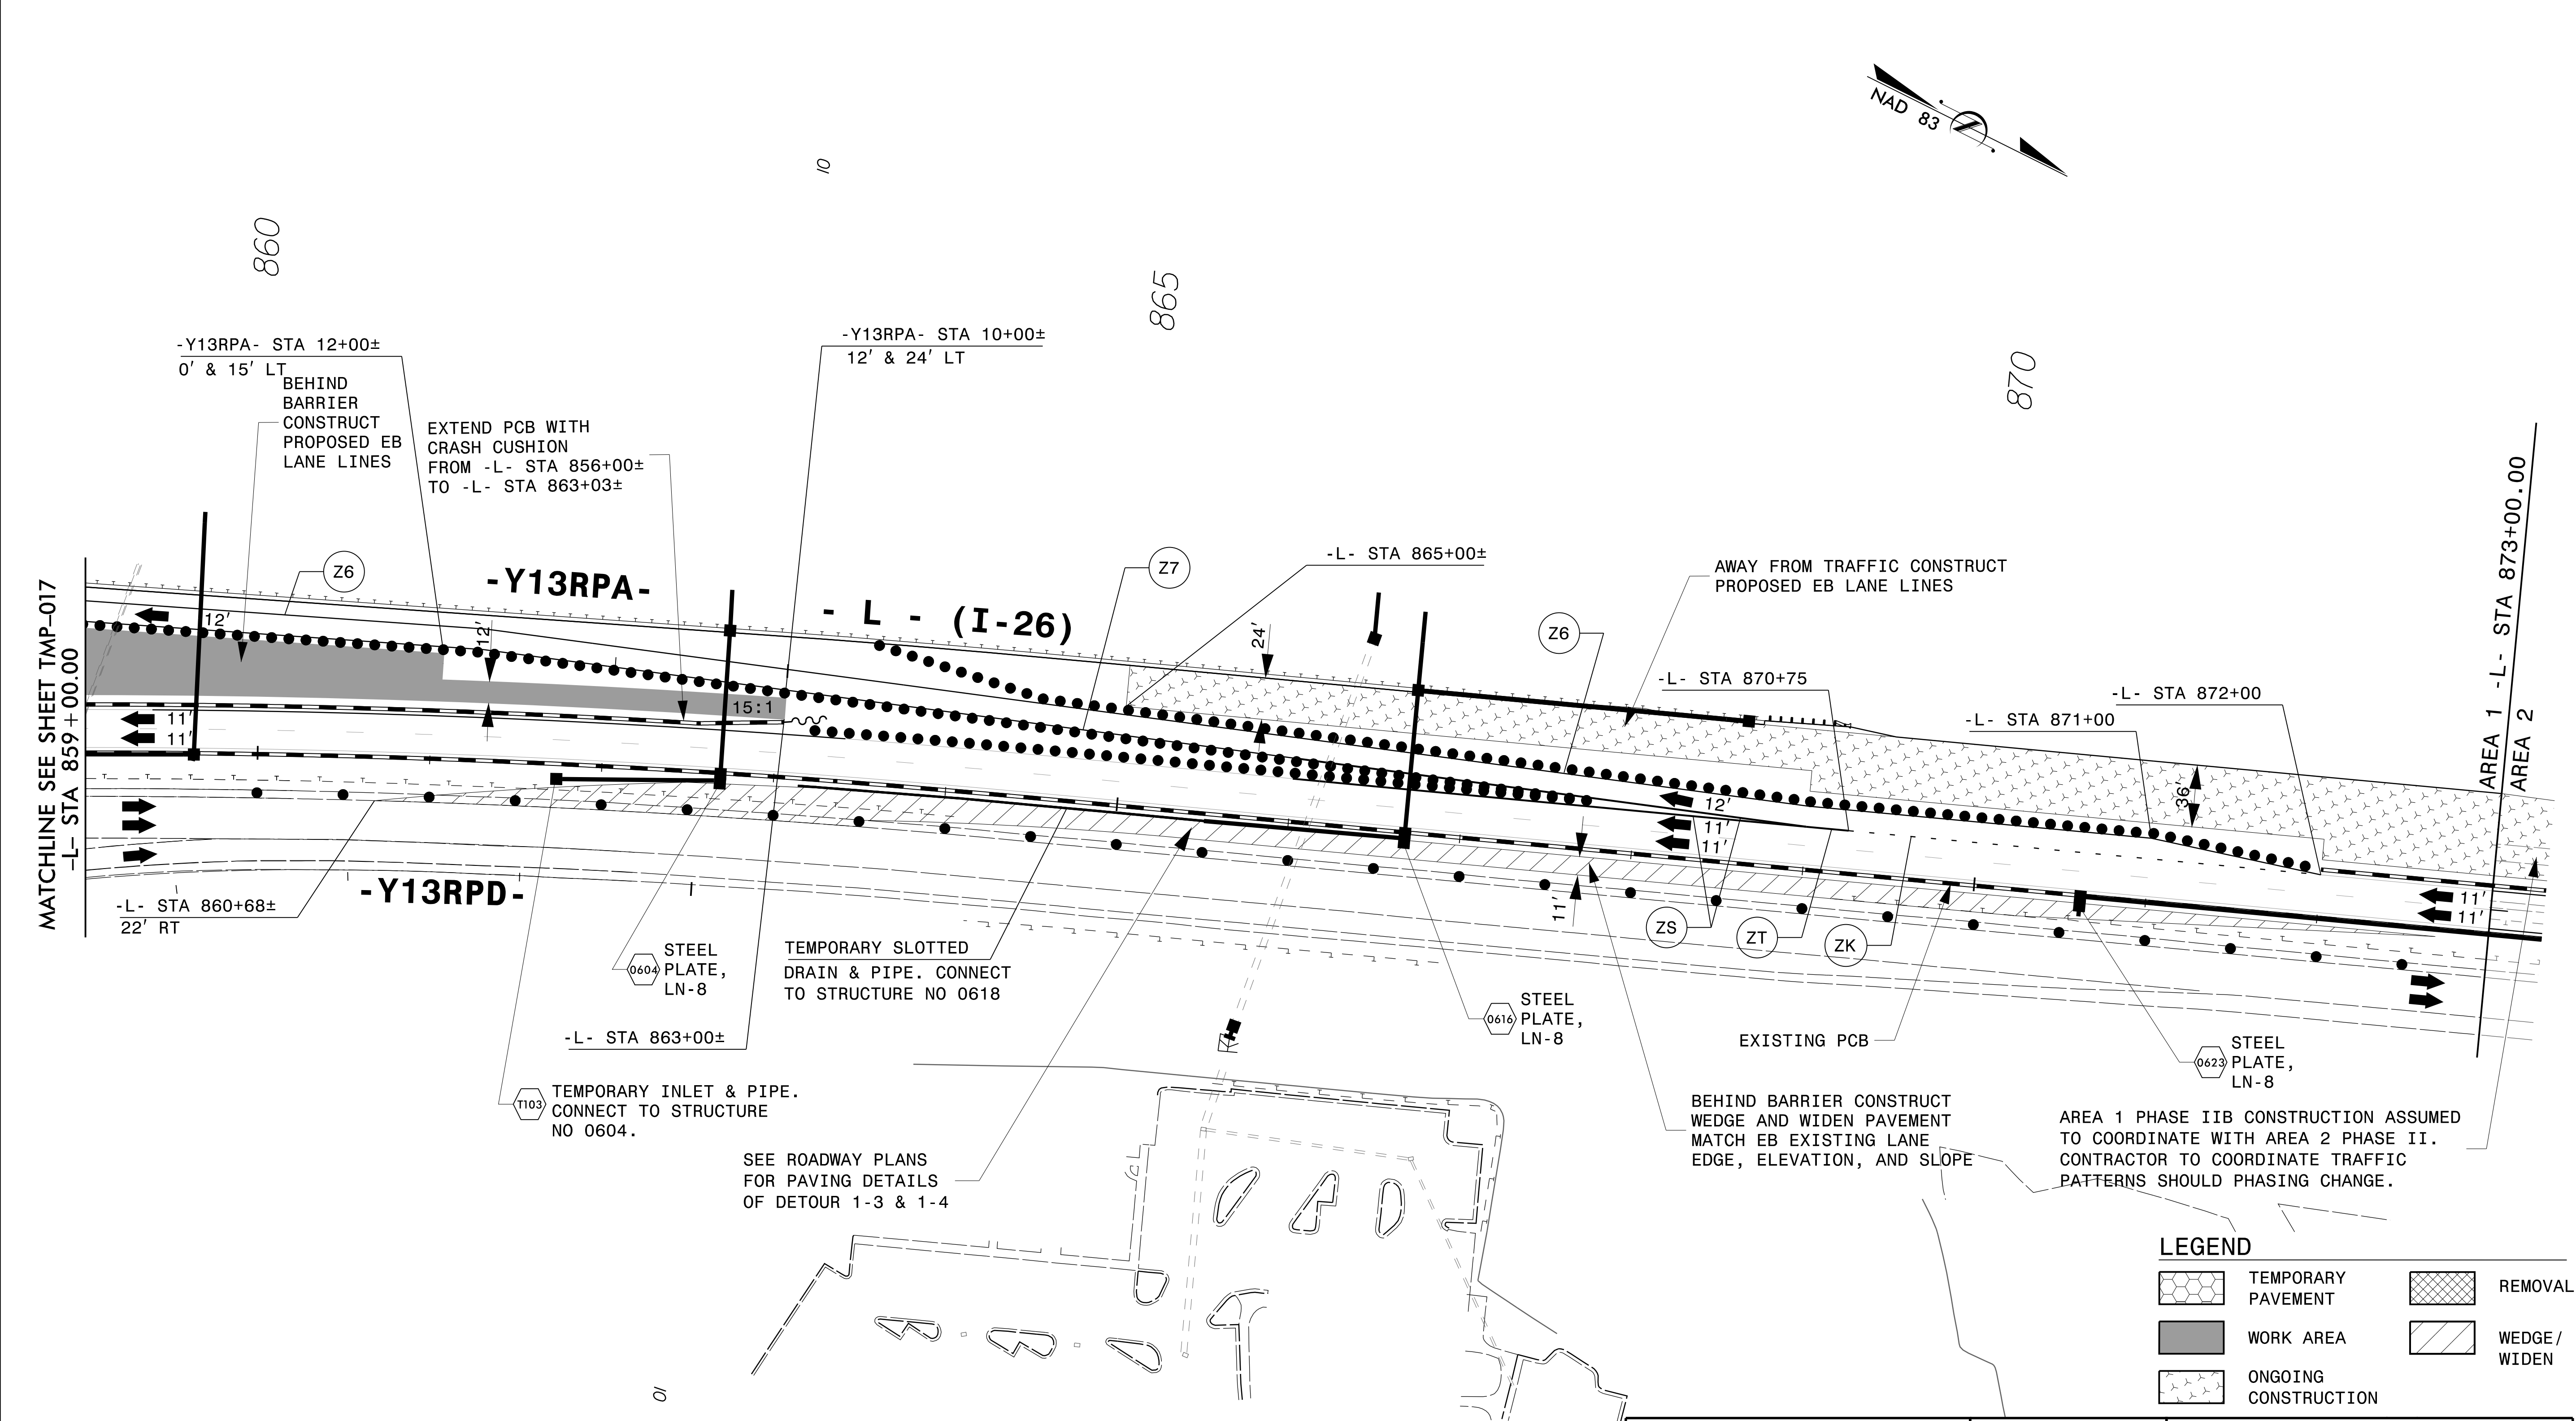 NAD 83
10
860
865
870
-Y13RPA- STA 12+00±
0' & 15' LT
BEHIND
BARRIER
CONSTRUCT
PROPOSED EB
LANE LINES
EXTEND PCB WITH
CRASH CUSHION
FROM -L- STA 856+00±
TO -L- STA 863+03±
-Y13RPA- STA 10+00±
12' & 24' LT
MATCHLINE SEE SHEET TMP-017
-L- STA 859+00.00
Z6
-Y13RPA-
- L - (I-26)
Z7
-L- STA 865+00±
24'
Z6
AWAY FROM TRAFFIC CONSTRUCT
PROPOSED EB LANE LINES
-L- STA 870+75
-L- STA 871+00
-L- STA 872+00
AREA 1 -L- STA 873+00.00
AREA 2
12'
12'
15:1
11'
11'
12'
11'
11'
36'
11'
11'
11'
-Y13RPD-
-L- STA 860+68±
22' RT
0604
STEEL
PLATE,
LN-8
TEMPORARY SLOTTED
DRAIN & PIPE. CONNECT
TO STRUCTURE NO 0618
-L- STA 863+00±
T103
TEMPORARY INLET & PIPE.
CONNECT TO STRUCTURE
NO 0604.
SEE ROADWAY PLANS
FOR PAVING DETAILS
OF DETOUR 1-3 & 1-4
ZS
ZT
ZK
0616
STEEL
PLATE,
LN-8
EXISTING PCB
BEHIND BARRIER CONSTRUCT
WEDGE AND WIDEN PAVEMENT
MATCH EB EXISTING LANE
EDGE, ELEVATION, AND SLOPE
0623
STEEL
PLATE,
LN-8
AREA 1 PHASE IIB CONSTRUCTION ASSUMED
TO COORDINATE WITH AREA 2 PHASE II.
CONTRACTOR TO COORDINATE TRAFFIC
PATTERNS SHOULD PHASING CHANGE.
10
LEGEND
TEMPORARY
PAVEMENT
REMOVAL
WORK AREA
WEDGE/
WIDEN
ONGOING
CONSTRUCTION